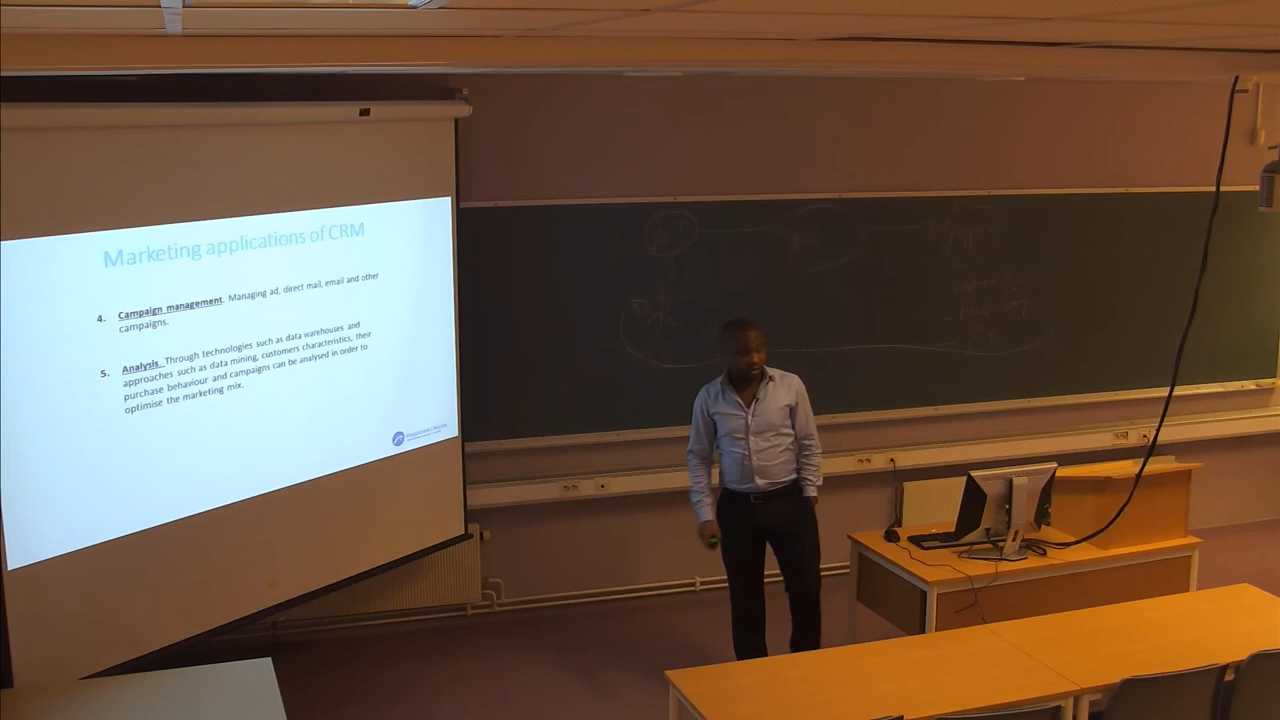 Marketing applications of CRM
4. Campaign management. Managing ad, direct mail, email and other
campaigns.
5. Analysis. Through technologies such as data warehouses and
approaches such as data mining, customers characteristics, their
purchase behaviour and campaigns can be analysed in order to
optimise the marketing mix.